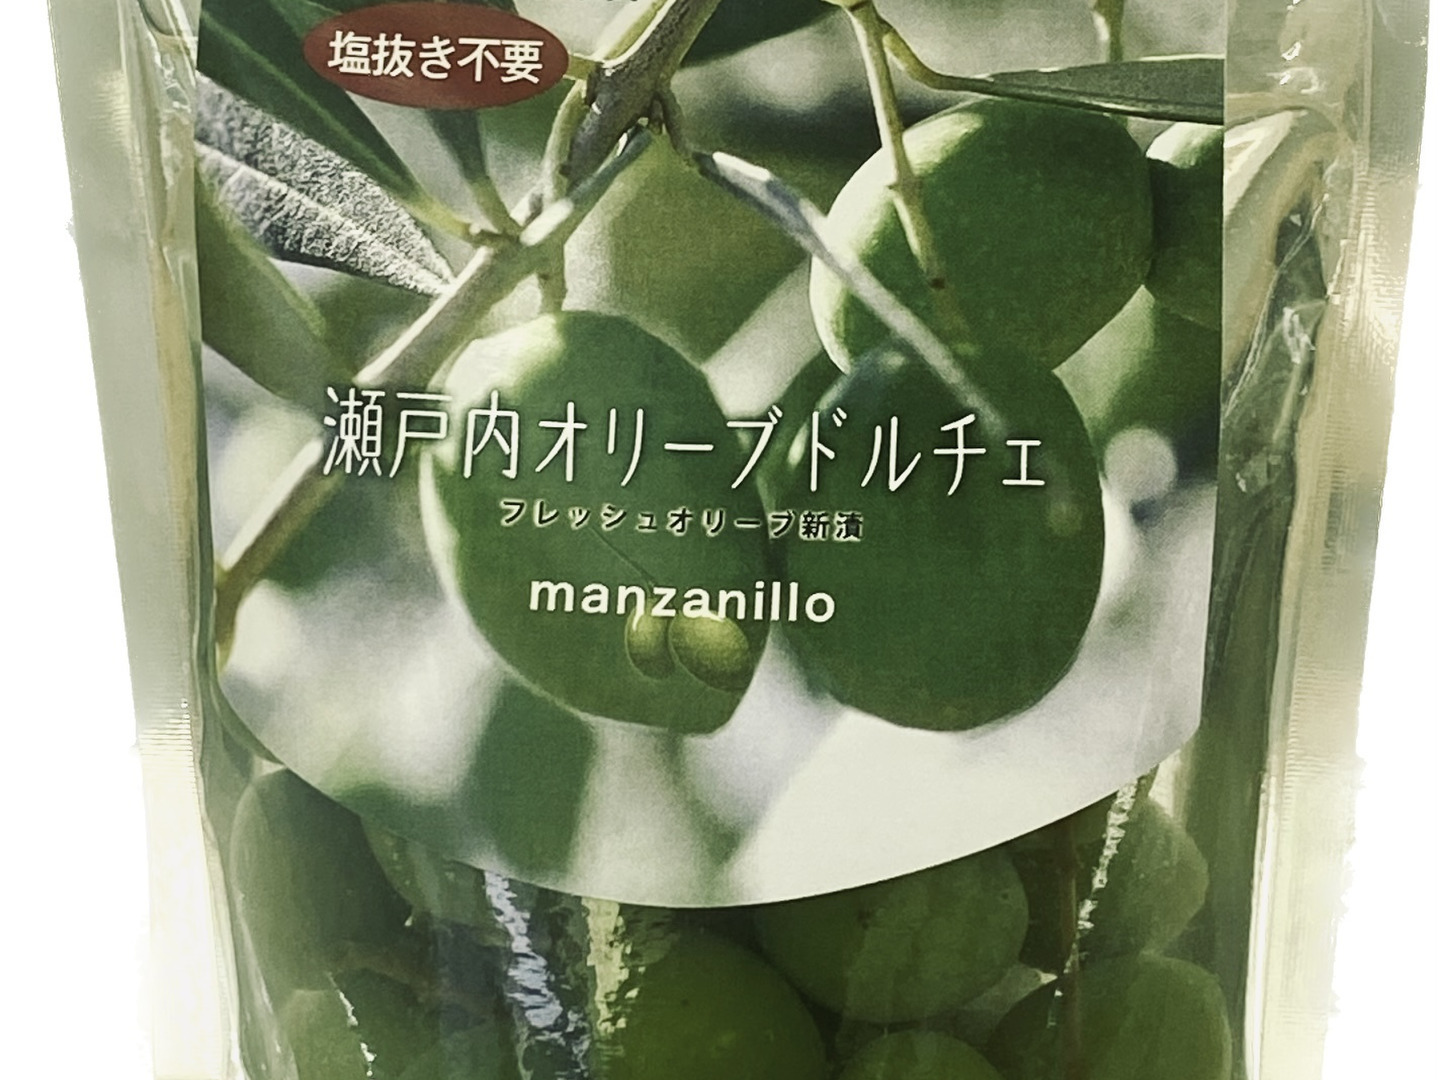 塩抜き不要
瀬戸内オリーブドルチェ
フレッシュオリーブ新漬
manzanillo